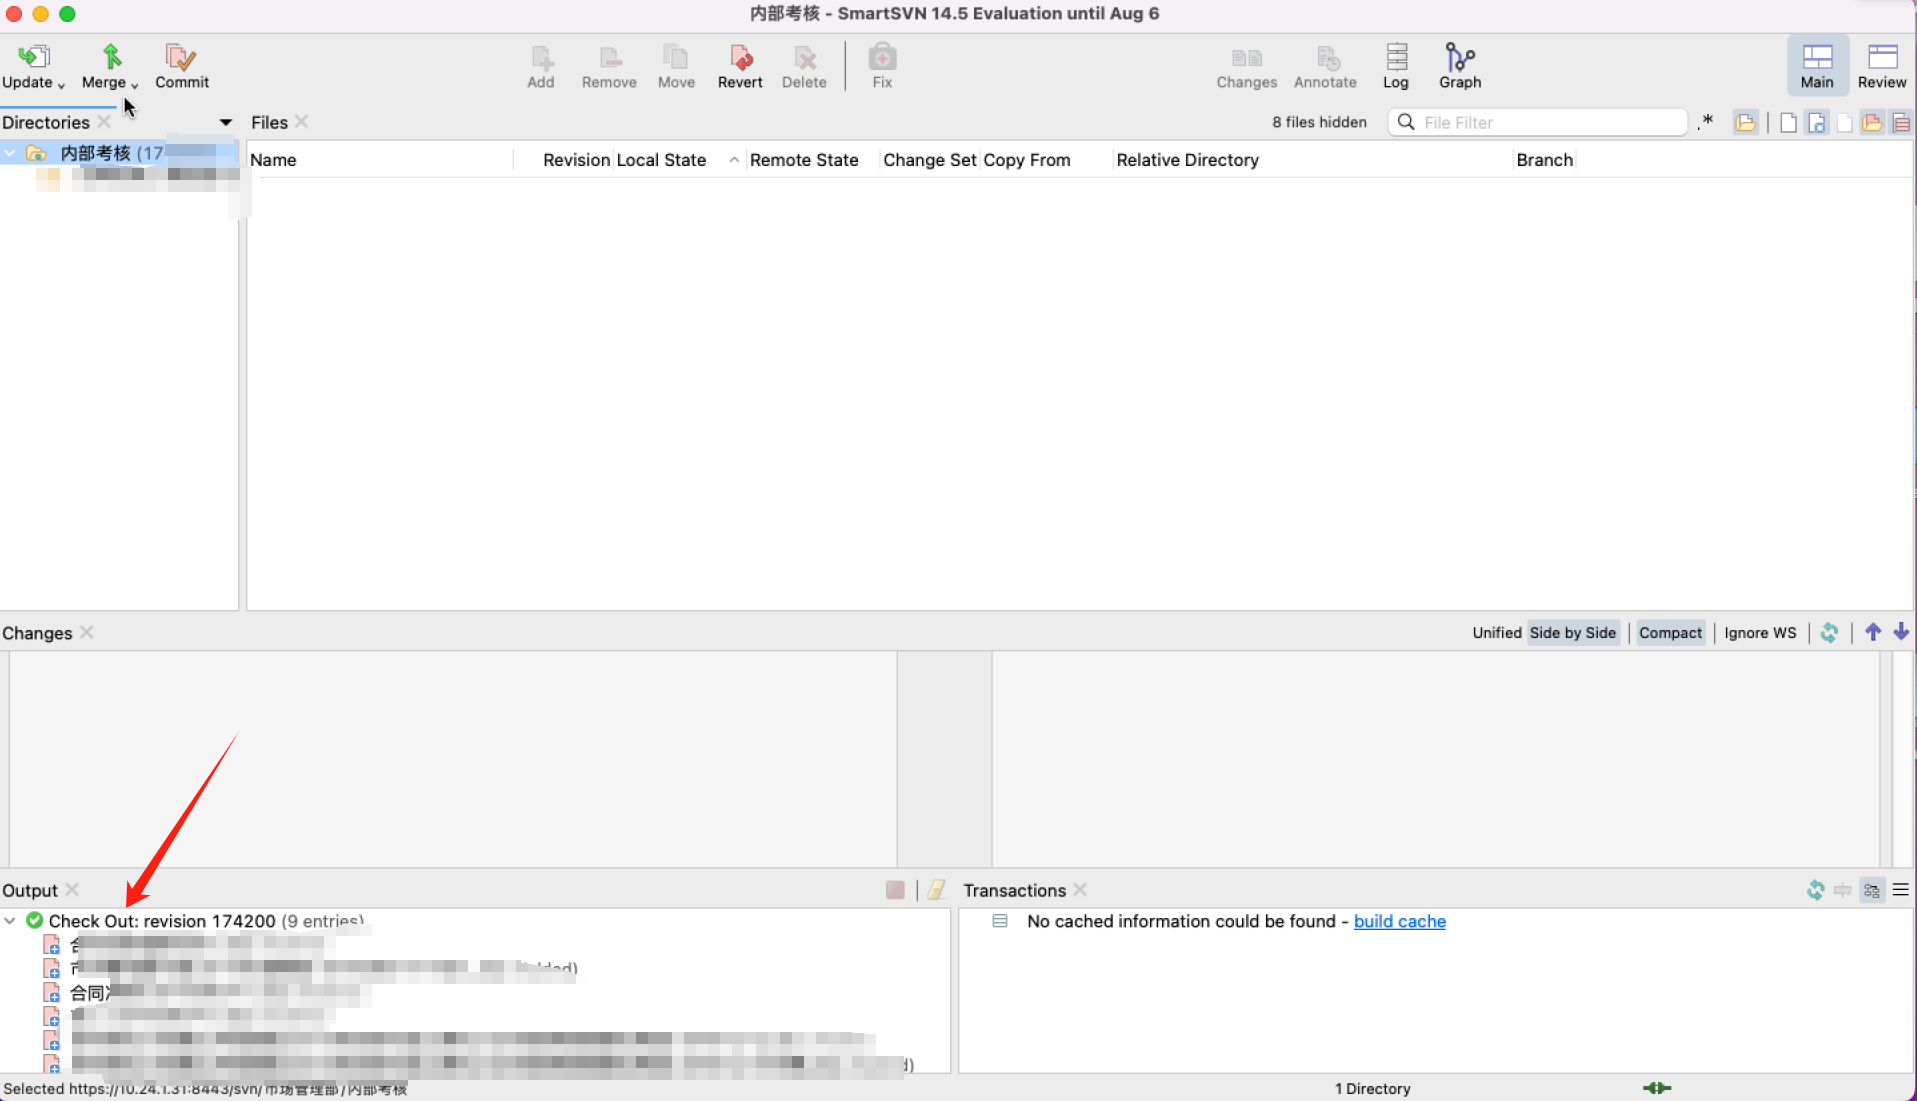 内部考核 - SmartSVN 14.5 Evaluation until Aug 6
Update Merge Commit Add Remove Move Revert Delete Fix Changes Annotate Log Graph Main Review
Directories Files 8 files hidden File Filter .*
内部考核 (17
Name Revision Local State Remote State Change Set Copy From Relative Directory Branch
Changes Unified Side by Side Compact Ignore WS
Output Transactions
Check Out: revision 174200 (9 entries)
No cached information could be found - build cache
合同
Selected https://10.24.1.31:8443/svn/市场管理部/内部考核 1 Directory